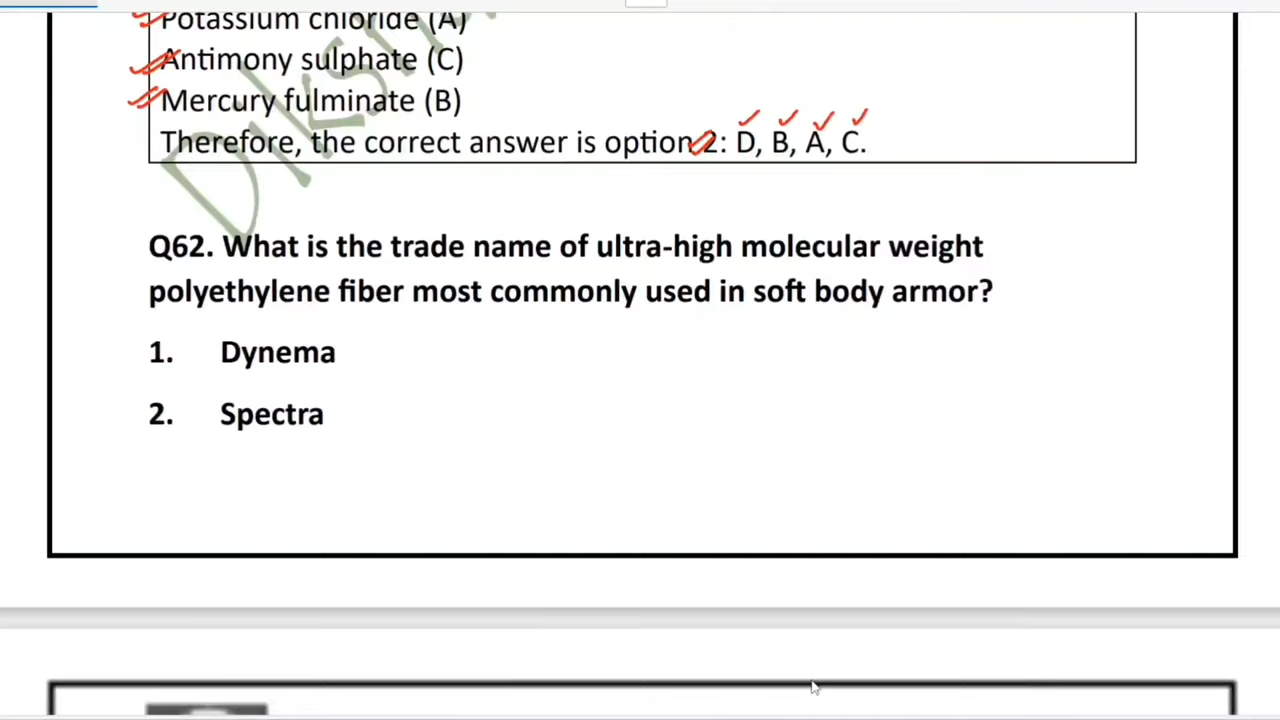 Potassium chloride (A)
Antimony sulphate (C)
Mercury fulminate (B)
Therefore, the correct answer is option 2: D, B, A, C.
Q62. What is the trade name of ultra-high molecular weight
polyethylene fiber most commonly used in soft body armor?
1. Dynema
2. Spectra